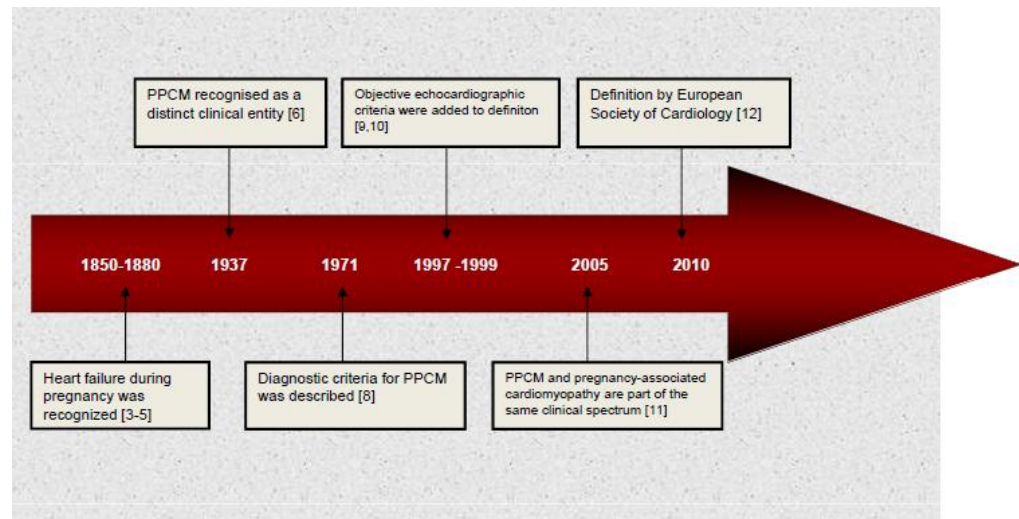 PPCM recognised as a
distinct clinical entity [6]
Objective echocardiographic
criteria were added to definiton
[9,10]
Definition by European
Society of Cardiology [12]
1850-1880
1937
1971
1997 -1999
2005
2010
Heart failure during
pregnancy was
recognized [3-5]
Diagnostic criteria for PPCM
was described [8]
PPCM and pregnancy-associated
cardiomyopathy are part of the
same clinical spectrum [11]